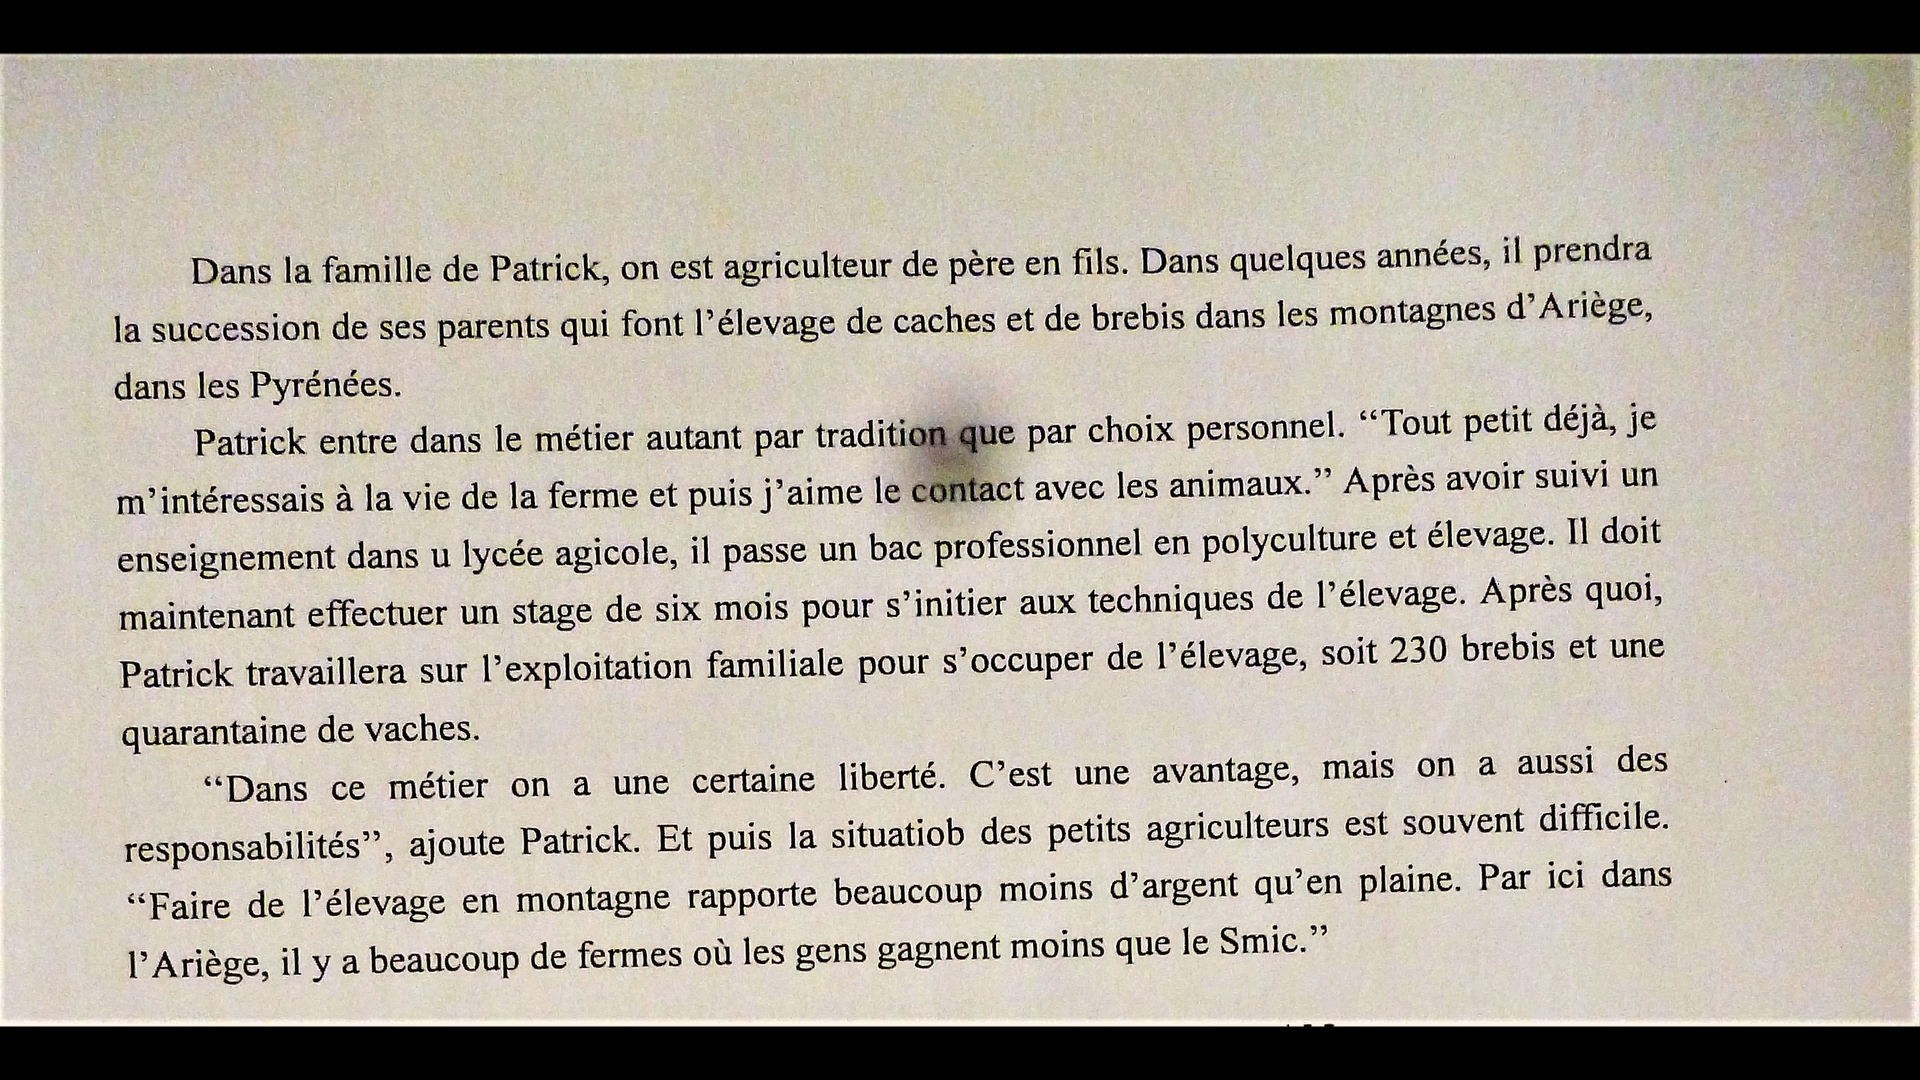 Dans la famille de Patrick, on est agriculteur de père en fils. Dans quelques années, il prendra
la succession de ses parents qui font l’élevage de caches et de brebis dans les montagnes d’Ariège,
dans les Pyrénées.
Patrick entre dans le métier autant par tradition que par choix personnel. “Tout petit déjà, je
m’intéressais à la vie de la ferme et puis j’aime le contact avec les animaux.” Après avoir suivi un
enseignement dans u lycée agicole, il passe un bac professionnel en polyculture et élevage. Il doit
maintenant effectuer un stage de six mois pour s’initier aux techniques de l’élevage. Après quoi,
Patrick travaillera sur l’exploitation familiale pour s’occuper de l’élevage, soit 230 brebis et une
quarantaine de vaches.
“Dans ce métier on a une certaine liberté. C’est une avantage, mais on a aussi des
responsabilités”, ajoute Patrick. Et puis la situatiob des petits agriculteurs est souvent difficile.
“Faire de l’élevage en montagne rapporte beaucoup moins d’argent qu’en plaine. Par ici dans
l’Ariège, il y a beaucoup de fermes où les gens gagnent moins que le Smic.”